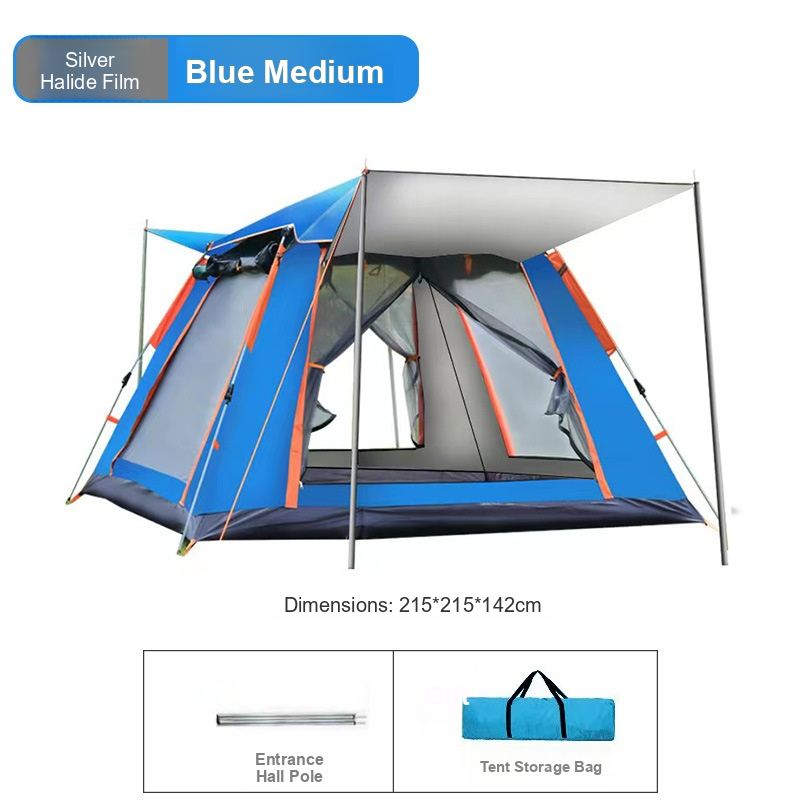 Silver
Halide Film
Blue Medium
Dimensions: 215*215*142cm
Entrance
Hall Pole
Tent Storage Bag